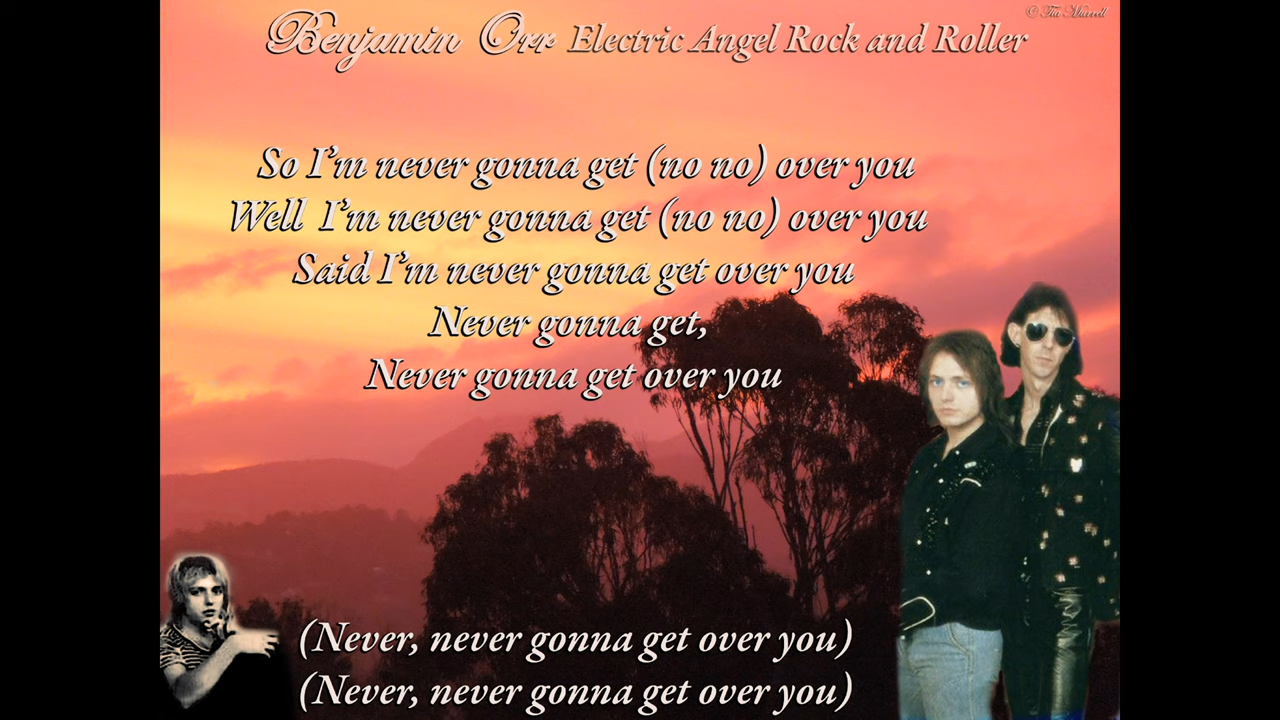 © Tia Murrell
Benjamin Orr Electric Angel Rock and Roller
So I'm never gonna get (no no) over you
Well I'm never gonna get (no no) over you
Said I'm never gonna get over you
Never gonna get,
Never gonna get over you
(Never, never gonna get over you)
(Never, never gonna get over you)